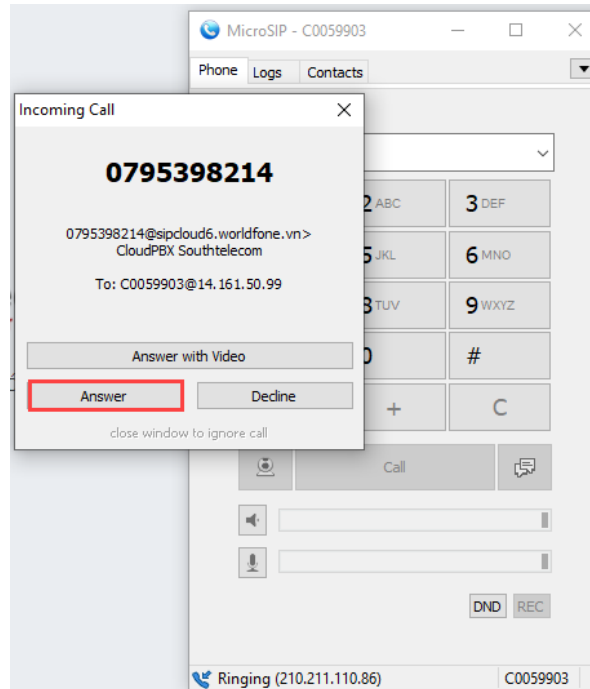 MicroSIP - C0059903
Phone Logs Contacts
Incoming Call
0795398214
0795398214@sipcloud6.worldfone.vn>
CloudPBX Southtelecom
To: C0059903@14.161.50.99
Answer with Video
Answer Decline
close window to ignore call
2 ABC 3 DEF
5 JKL 6 MNO
8 TUV 9 WXYZ
0 #
+ C
Call
DND REC
Ringing (210.211.110.86) C0059903